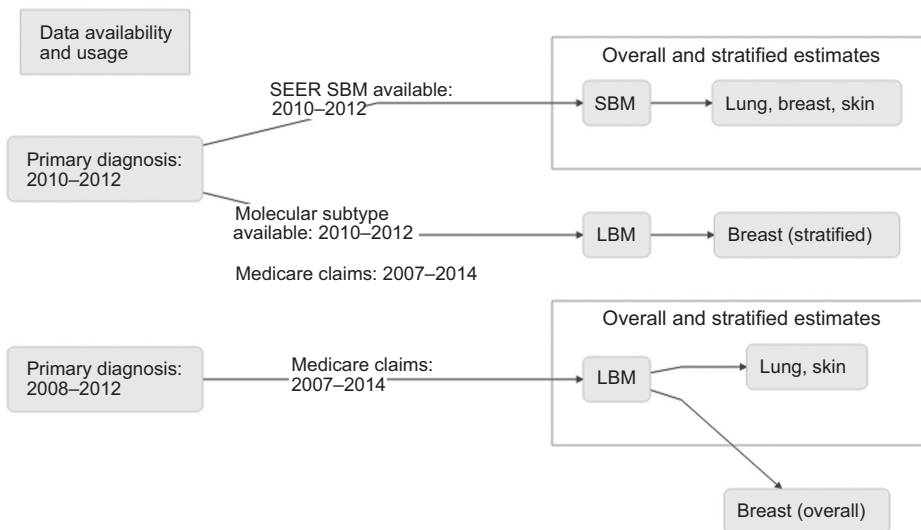 Data availability
and usage
Overall and stratified estimates
SEER SBM available:
2010–2012
SBM
Lung, breast, skin
Primary diagnosis:
2010–2012
Molecular subtype
available: 2010–2012
LBM
Breast (stratified)
Medicare claims: 2007–2014
Overall and stratified estimates
Primary diagnosis:
2008–2012
Medicare claims:
2007–2014
LBM
Lung, skin
Breast (overall)